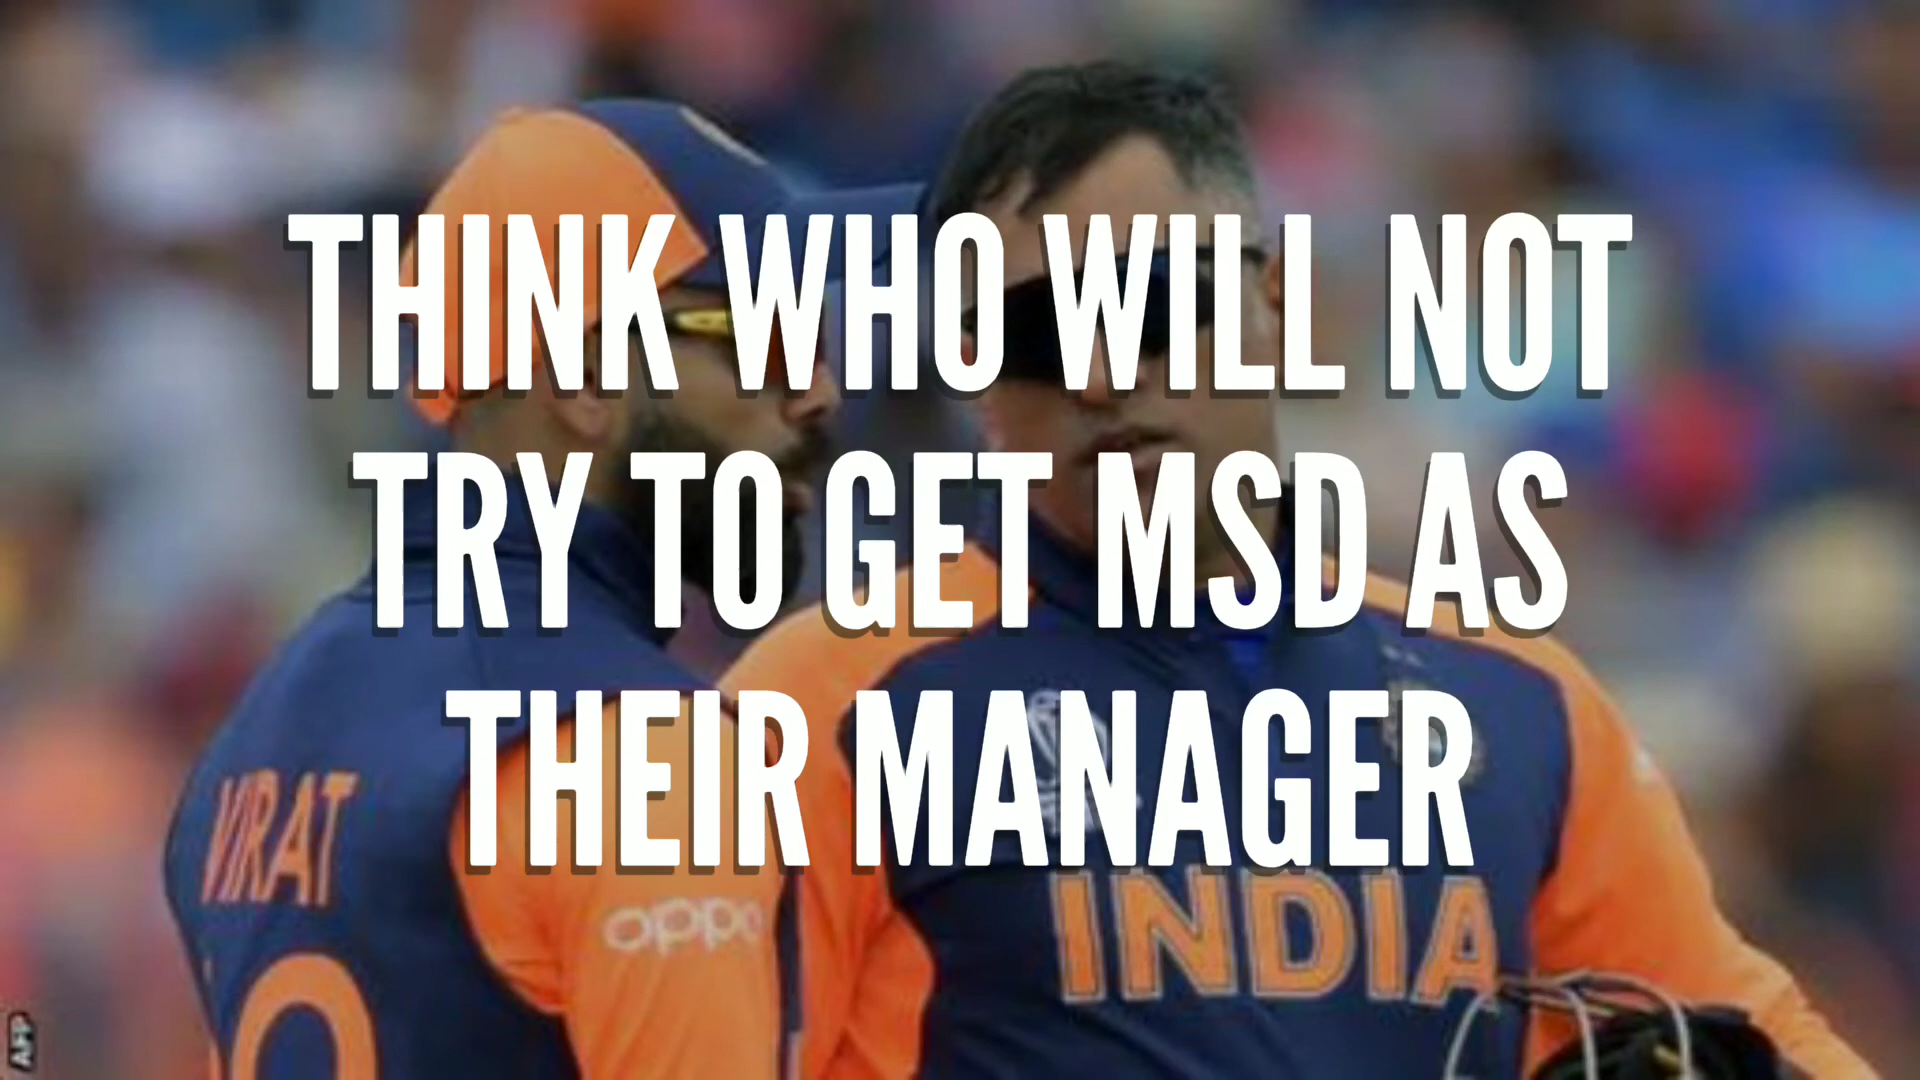 THINK WHO WILL NOT
TRY TO GET MSD AS
THEIR MANAGER
VIRAT
oppo
INDIA
AFP